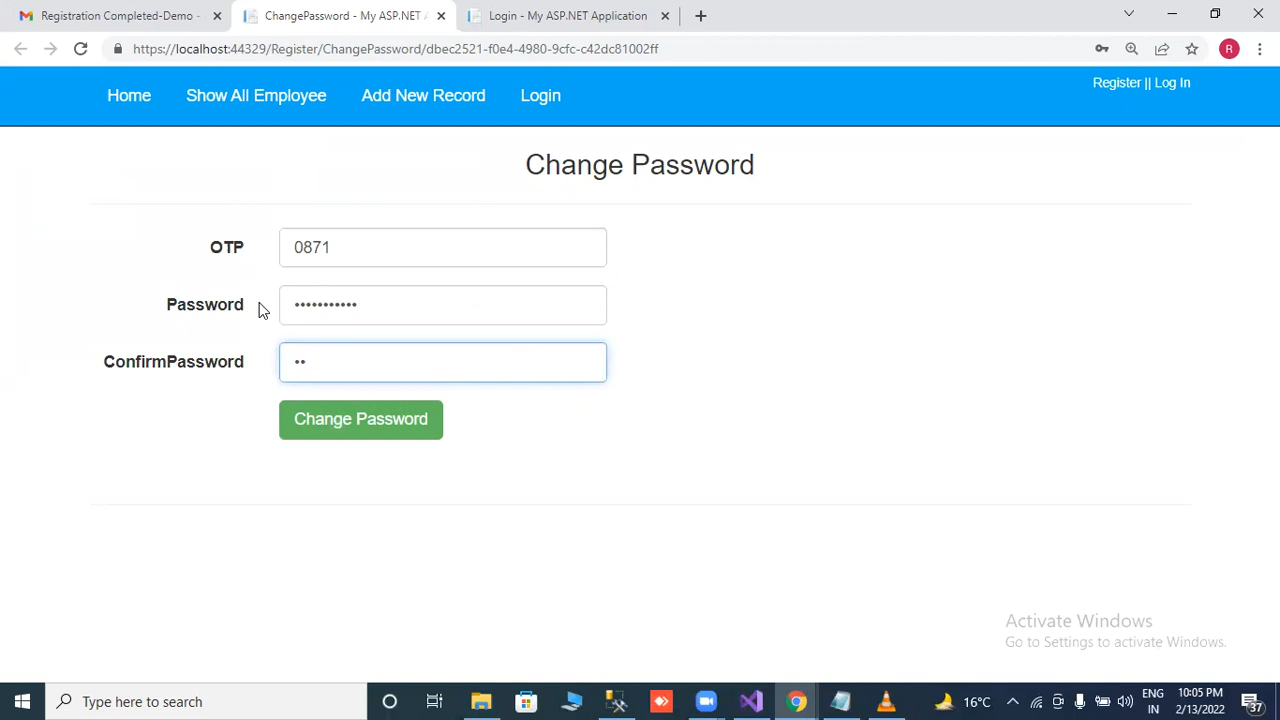 Registration Completed-Demo -
ChangePassword - My ASP.NET A
Login - My ASP.NET Application
https://localhost:44329/Register/ChangePassword/dbec2521-f0e4-4980-9cfc-c42dc81002ff
R
Home
Show All Employee
Add New Record
Login
Register || Log In
Change Password
OTP
0871
Password
•••••••••••
ConfirmPassword
••
Change Password
Activate Windows
Go to Settings to activate Windows.
Type here to search
16°C
ENG
IN
10:05 PM
2/13/2022
37